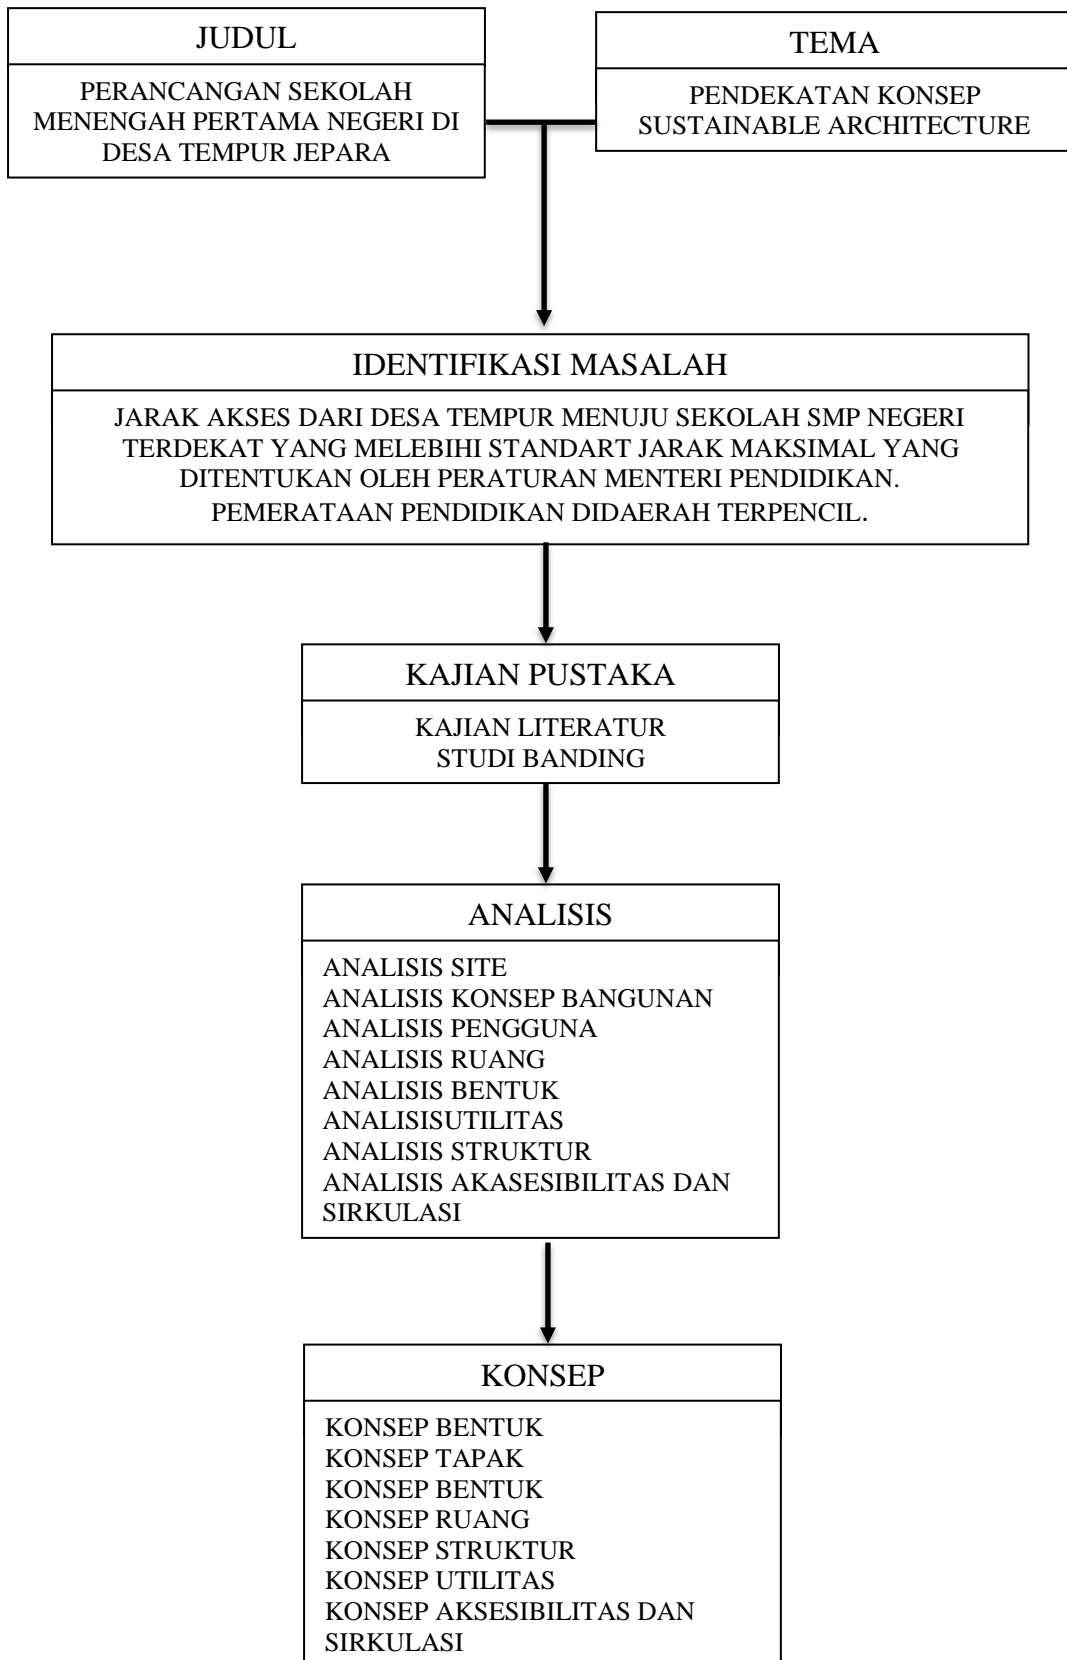 JUDUL
PERANCANGAN SEKOLAH
MENENGAH PERTAMA NEGERI DI
DESA TEMPUR JEPARA
TEMA
PENDEKATAN KONSEP
SUSTAINABLE ARCHITECTURE
IDENTIFIKASI MASALAH
JARAK AKSES DARI DESA TEMPUR MENUJU SEKOLAH SMP NEGERI
TERDEKAT YANG MELEBIHI STANDART JARAK MAKSIMAL YANG
DITENTUKAN OLEH PERATURAN MENTERI PENDIDIKAN.
PEMERATAAN PENDIDIKAN DIDAERAH TERPENCIL.
KAJIAN PUSTAKA
KAJIAN LITERATUR
STUDI BANDING
ANALISIS
ANALISIS SITE
ANALISIS KONSEP BANGUNAN
ANALISIS PENGGUNA
ANALISIS RUANG
ANALISIS BENTUK
ANALISISUTILITAS
ANALISIS STRUKTUR
ANALISIS AKASESIBILITAS DAN
SIRKULASI
KONSEP
KONSEP BENTUK
KONSEP TAPAK
KONSEP BENTUK
KONSEP RUANG
KONSEP STRUKTUR
KONSEP UTILITAS
KONSEP AKSESIBILITAS DAN
SIRKULASI